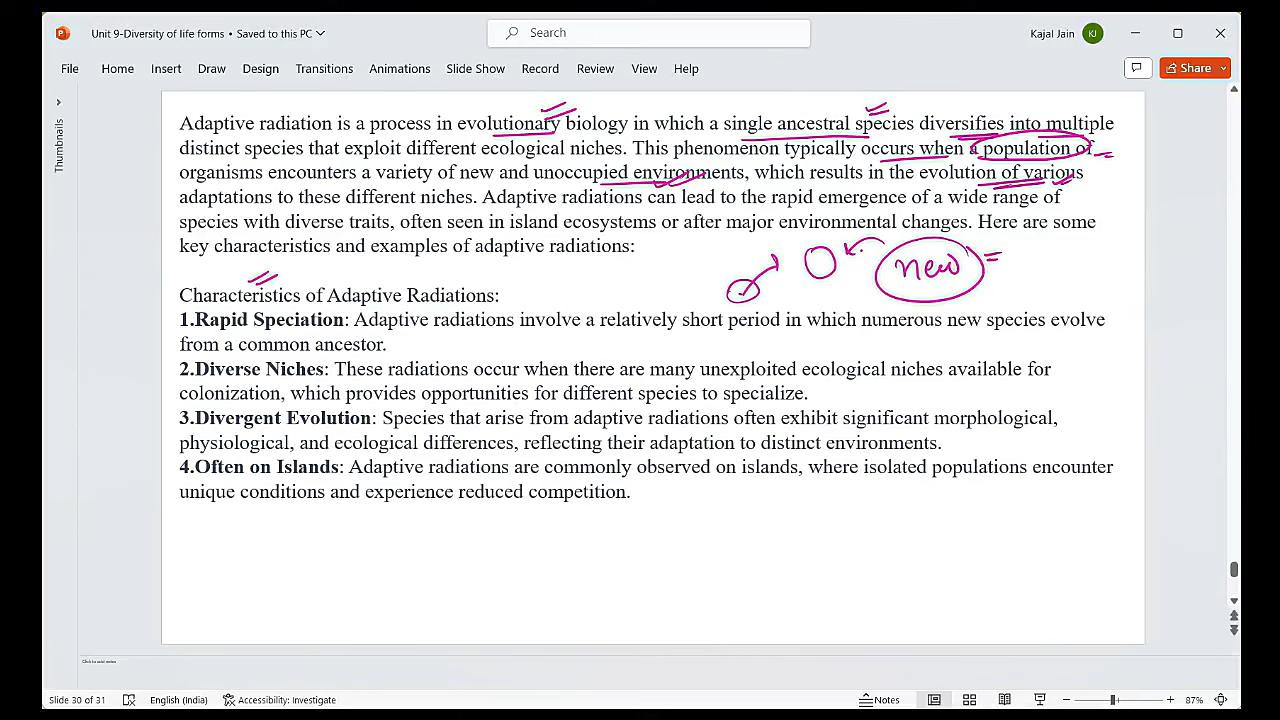 Unit 9-Diversity of life forms • Saved to this PC
Search
Kajal Jain
KJ
File Home Insert Draw Design Transitions Animations Slide Show Record Review View Help
Share
Thumbnails
Adaptive radiation is a process in evolutionary biology in which a single ancestral species diversifies into multiple
distinct species that exploit different ecological niches. This phenomenon typically occurs when a population of
organisms encounters a variety of new and unoccupied environments, which results in the evolution of various
adaptations to these different niches. Adaptive radiations can lead to the rapid emergence of a wide range of
species with diverse traits, often seen in island ecosystems or after major environmental changes. Here are some
key characteristics and examples of adaptive radiations:
new
Characteristics of Adaptive Radiations:
1.Rapid Speciation: Adaptive radiations involve a relatively short period in which numerous new species evolve
from a common ancestor.
2.Diverse Niches: These radiations occur when there are many unexploited ecological niches available for
colonization, which provides opportunities for different species to specialize.
3.Divergent Evolution: Species that arise from adaptive radiations often exhibit significant morphological,
physiological, and ecological differences, reflecting their adaptation to distinct environments.
4.Often on Islands: Adaptive radiations are commonly observed on islands, where isolated populations encounter
unique conditions and experience reduced competition.
Click to add notes
Slide 30 of 31 English (India) Accessibility: Investigate Notes 87%